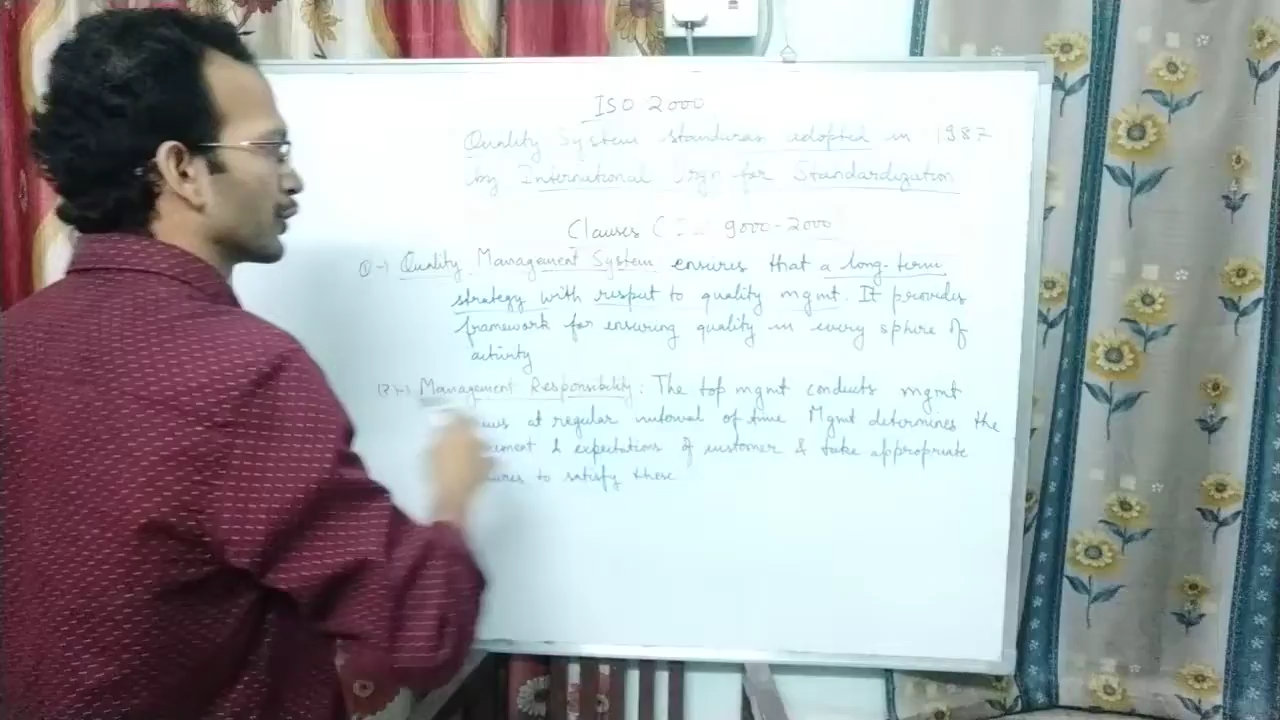 ISO 2000
Quality System standards adopted in 1987
by International Orgn for Standardization
Clauses ( 9000-2000
(1)-) Quality Management System ensures that a long-term
strategy with respect to quality mgmt. It provides
framework for ensuring quality in every sphere of
activity
(2)-) Management Responsibility: The top mgmt conducts mgmt
at regular interval of time Mgmt determines the
& expectations of customer & take appropriate
to satisfy these